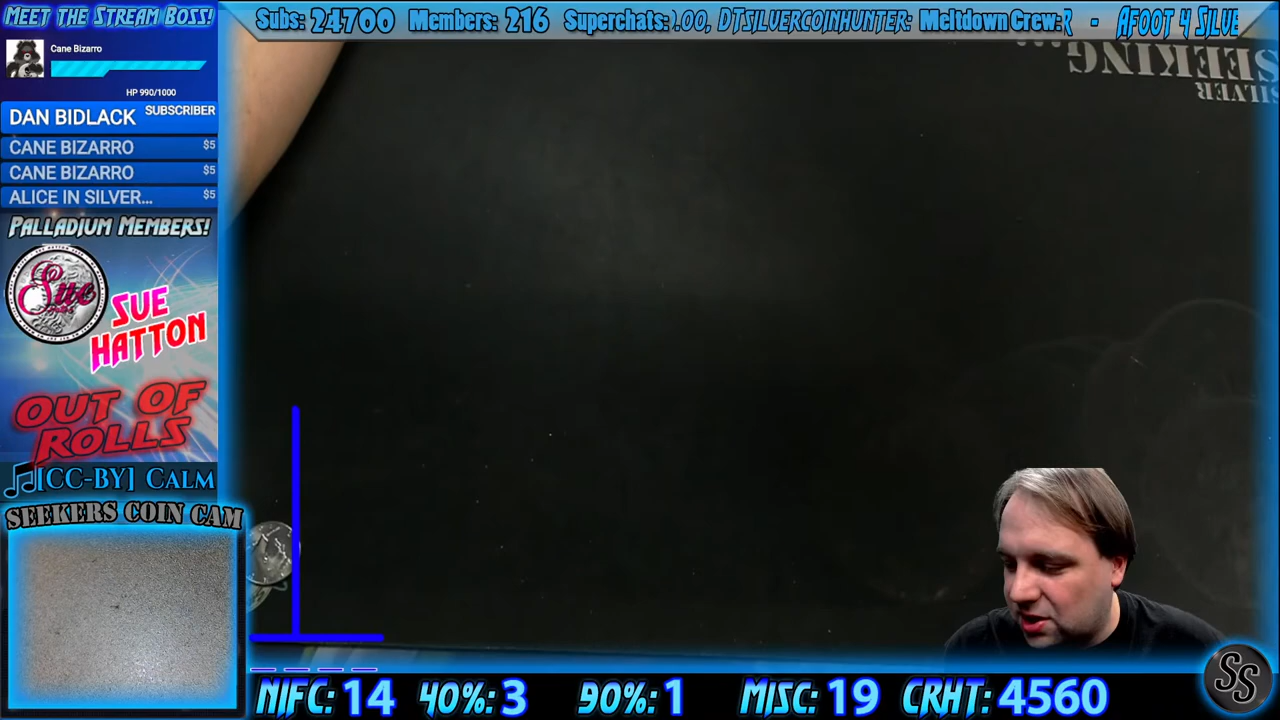 MEET THE STREAM BOSS!
Subs: 24700 Members: 216 Superchats: .00, DTSILVERCOINHUNTER: Meltdown Crew: R - AFOOT 4 SILVE
Cane Bizarro
HP 990/1000
DAN BIDLACK SUBSCRIBER
CANE BIZARRO $5
CANE BIZARRO $5
ALICE IN SILVER... $5
PALLADIUM MEMBERS!
Sue
SUE HATTON
OUT OF
ROLLS
[CC-BY] CALM
SEEKERS COIN CAM
SILVER
SEEKING...
NIFC: 14 40%: 3 90%: 1 MISC: 19 CRHT: 4560
SS